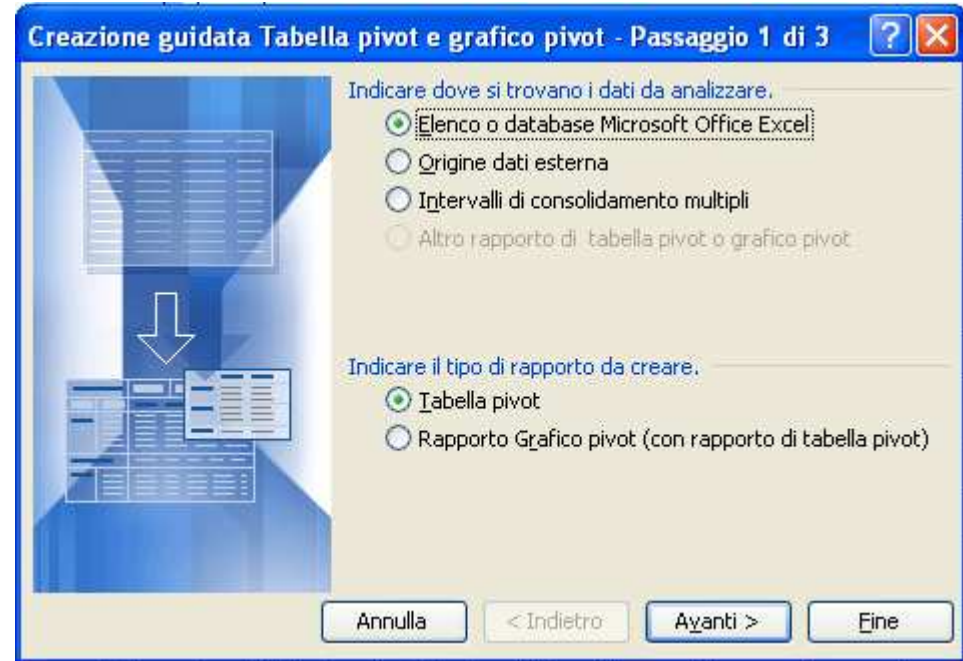 Creazione guidata Tabella pivot e grafico pivot - Passaggio 1 di 3
Indicare dove si trovano i dati da analizzare.
Elenco o database Microsoft Office Excel
Origine dati esterna
Intervalli di consolidamento multipli
Altro rapporto di tabella pivot o grafico pivot
Indicare il tipo di rapporto da creare.
Tabella pivot
Rapporto Grafico pivot (con rapporto di tabella pivot)
Annulla < Indietro Avanti > Fine